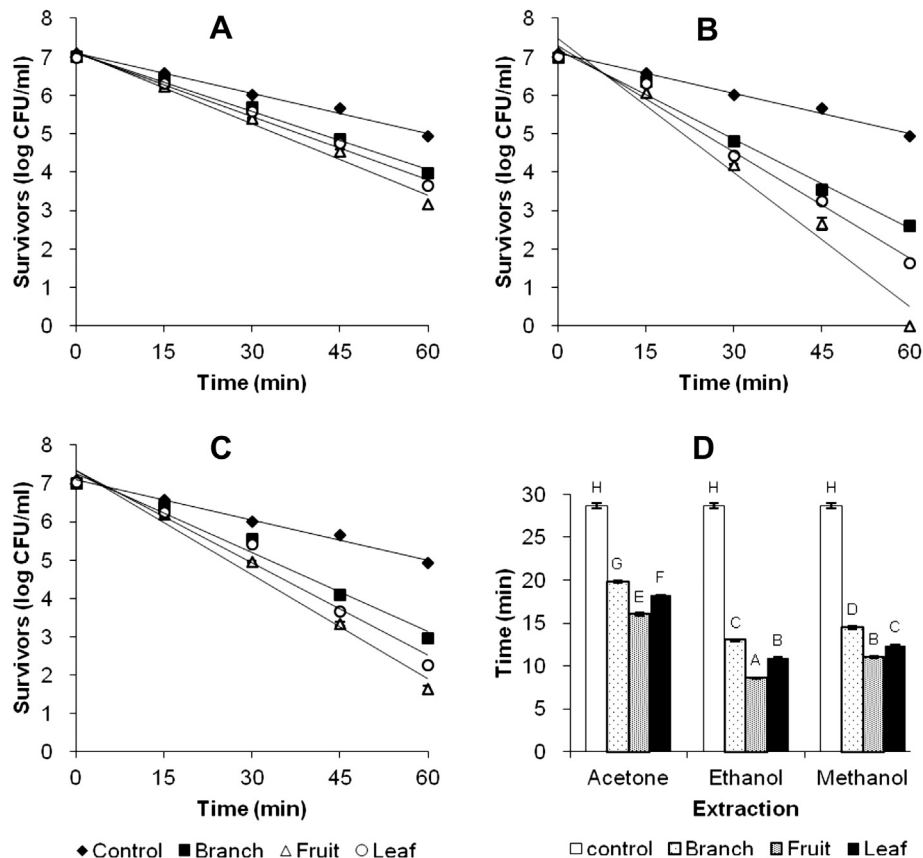 A
Survivors (log CFU/ml)
8
7
6
5
4
3
2
1
0
0 15 30 45 60
Time (min)
B
Survivors (log CFU/ml)
8
7
6
5
4
3
2
1
0
0 15 30 45 60
Time (min)
C
Survivors (log CFU/ml)
8
7
6
5
4
3
2
1
0
0 15 30 45 60
Time (min)
Control Branch Fruit Leaf
D
Time (min)
30
25
20
15
10
5
0
H G E F H C A B H D B C
Acetone Ethanol Methanol
Extraction
control Branch Fruit Leaf